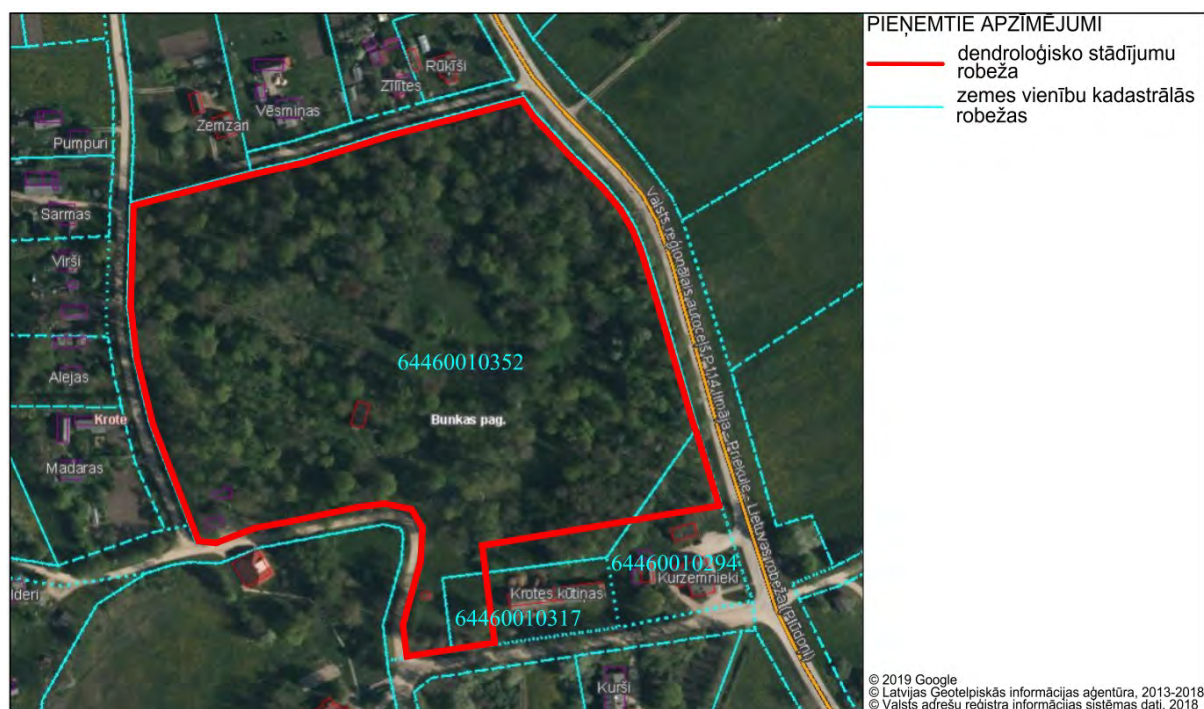 PIEŅEMTIE APZĪMĒJUMI
dendroloģisko stādījumu
robeža
zemes vienību kadastrālās
robežas
Rūķīši
Zīlītes
Vēsmiņas
Zemzari
Pumpuri
Sarmas
Virši
Alejas
Krote
Madaras
64460010352
Bunkas pag.
Valsts reģionālais autoceļš P114 Ilmāja - Priekule - Lietuvas robeža (Plūdoņi)
64460010294
Kurzemnieki
Krotes kūtiņas
64460010317
lderi
Kurši
© 2019 Google
© Latvijas Ģeotelpiskās informācijas aģentūra, 2013-2018
© Valsts adrešu reģistra informācijas sistēmas dati, 2018